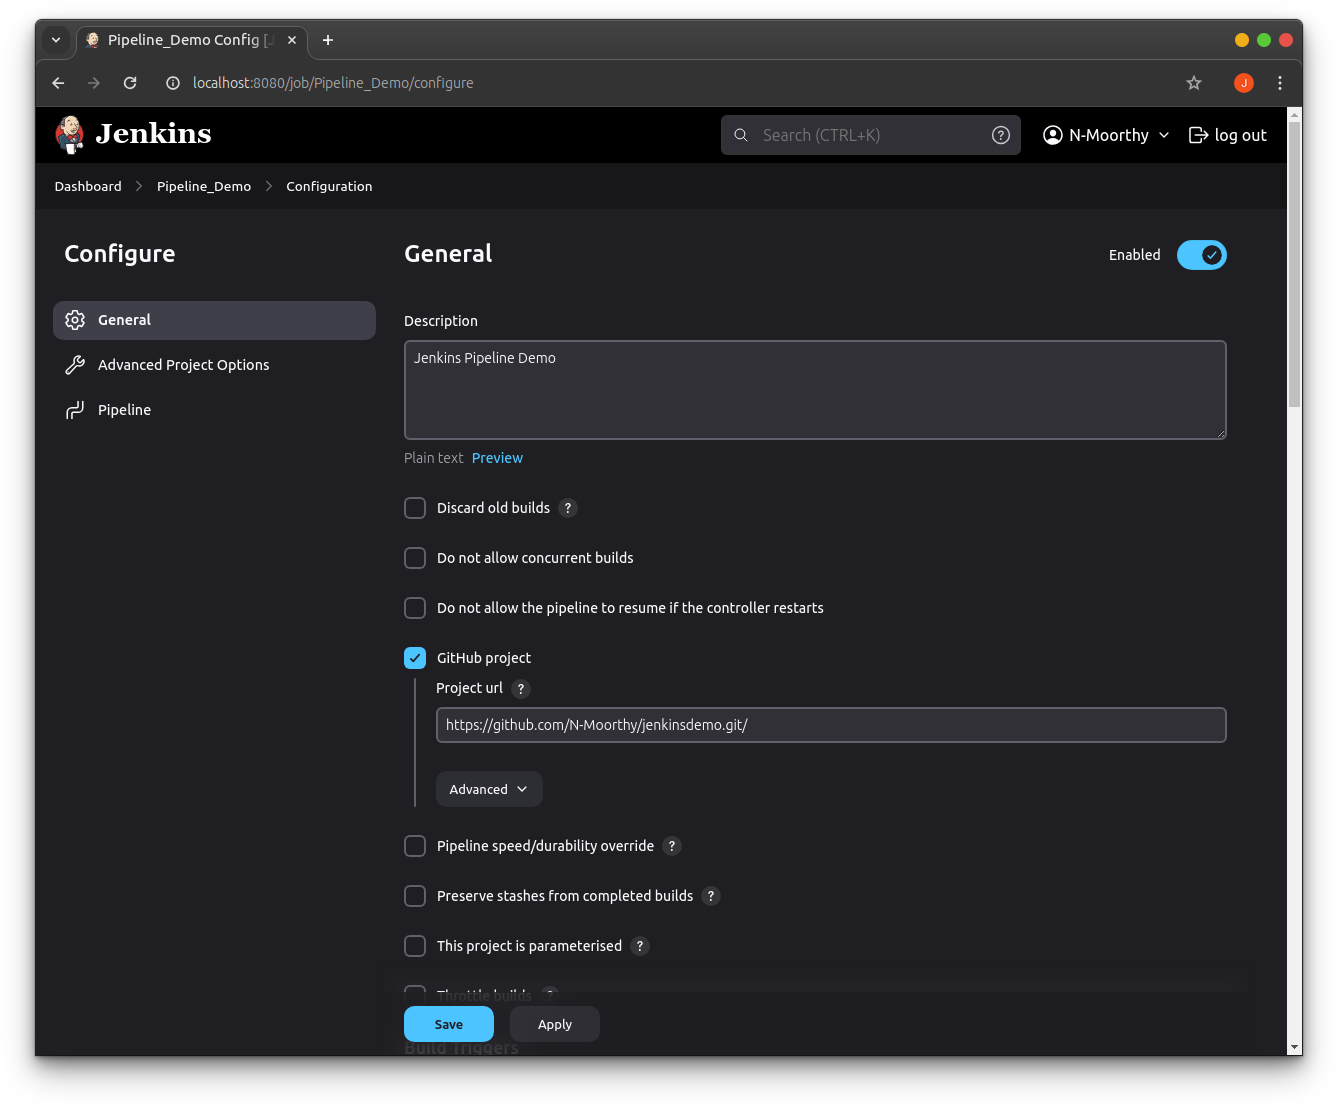 Pipeline_Demo Config [J
localhost:8080/job/Pipeline_Demo/configure
J
Jenkins
Search (CTRL+K)
?
N-Moorthy
log out
Dashboard
Pipeline_Demo
Configuration
Configure
General
Advanced Project Options
Pipeline
General
Enabled
Description
Jenkins Pipeline Demo
Plain text Preview
Discard old builds ?
Do not allow concurrent builds
Do not allow the pipeline to resume if the controller restarts
GitHub project
Project url ?
https://github.com/N-Moorthy/jenkinsdemo.git/
Advanced
Pipeline speed/durability override ?
Preserve stashes from completed builds ?
This project is parameterised ?
Throttle builds ?
Save
Apply
Build Triggers